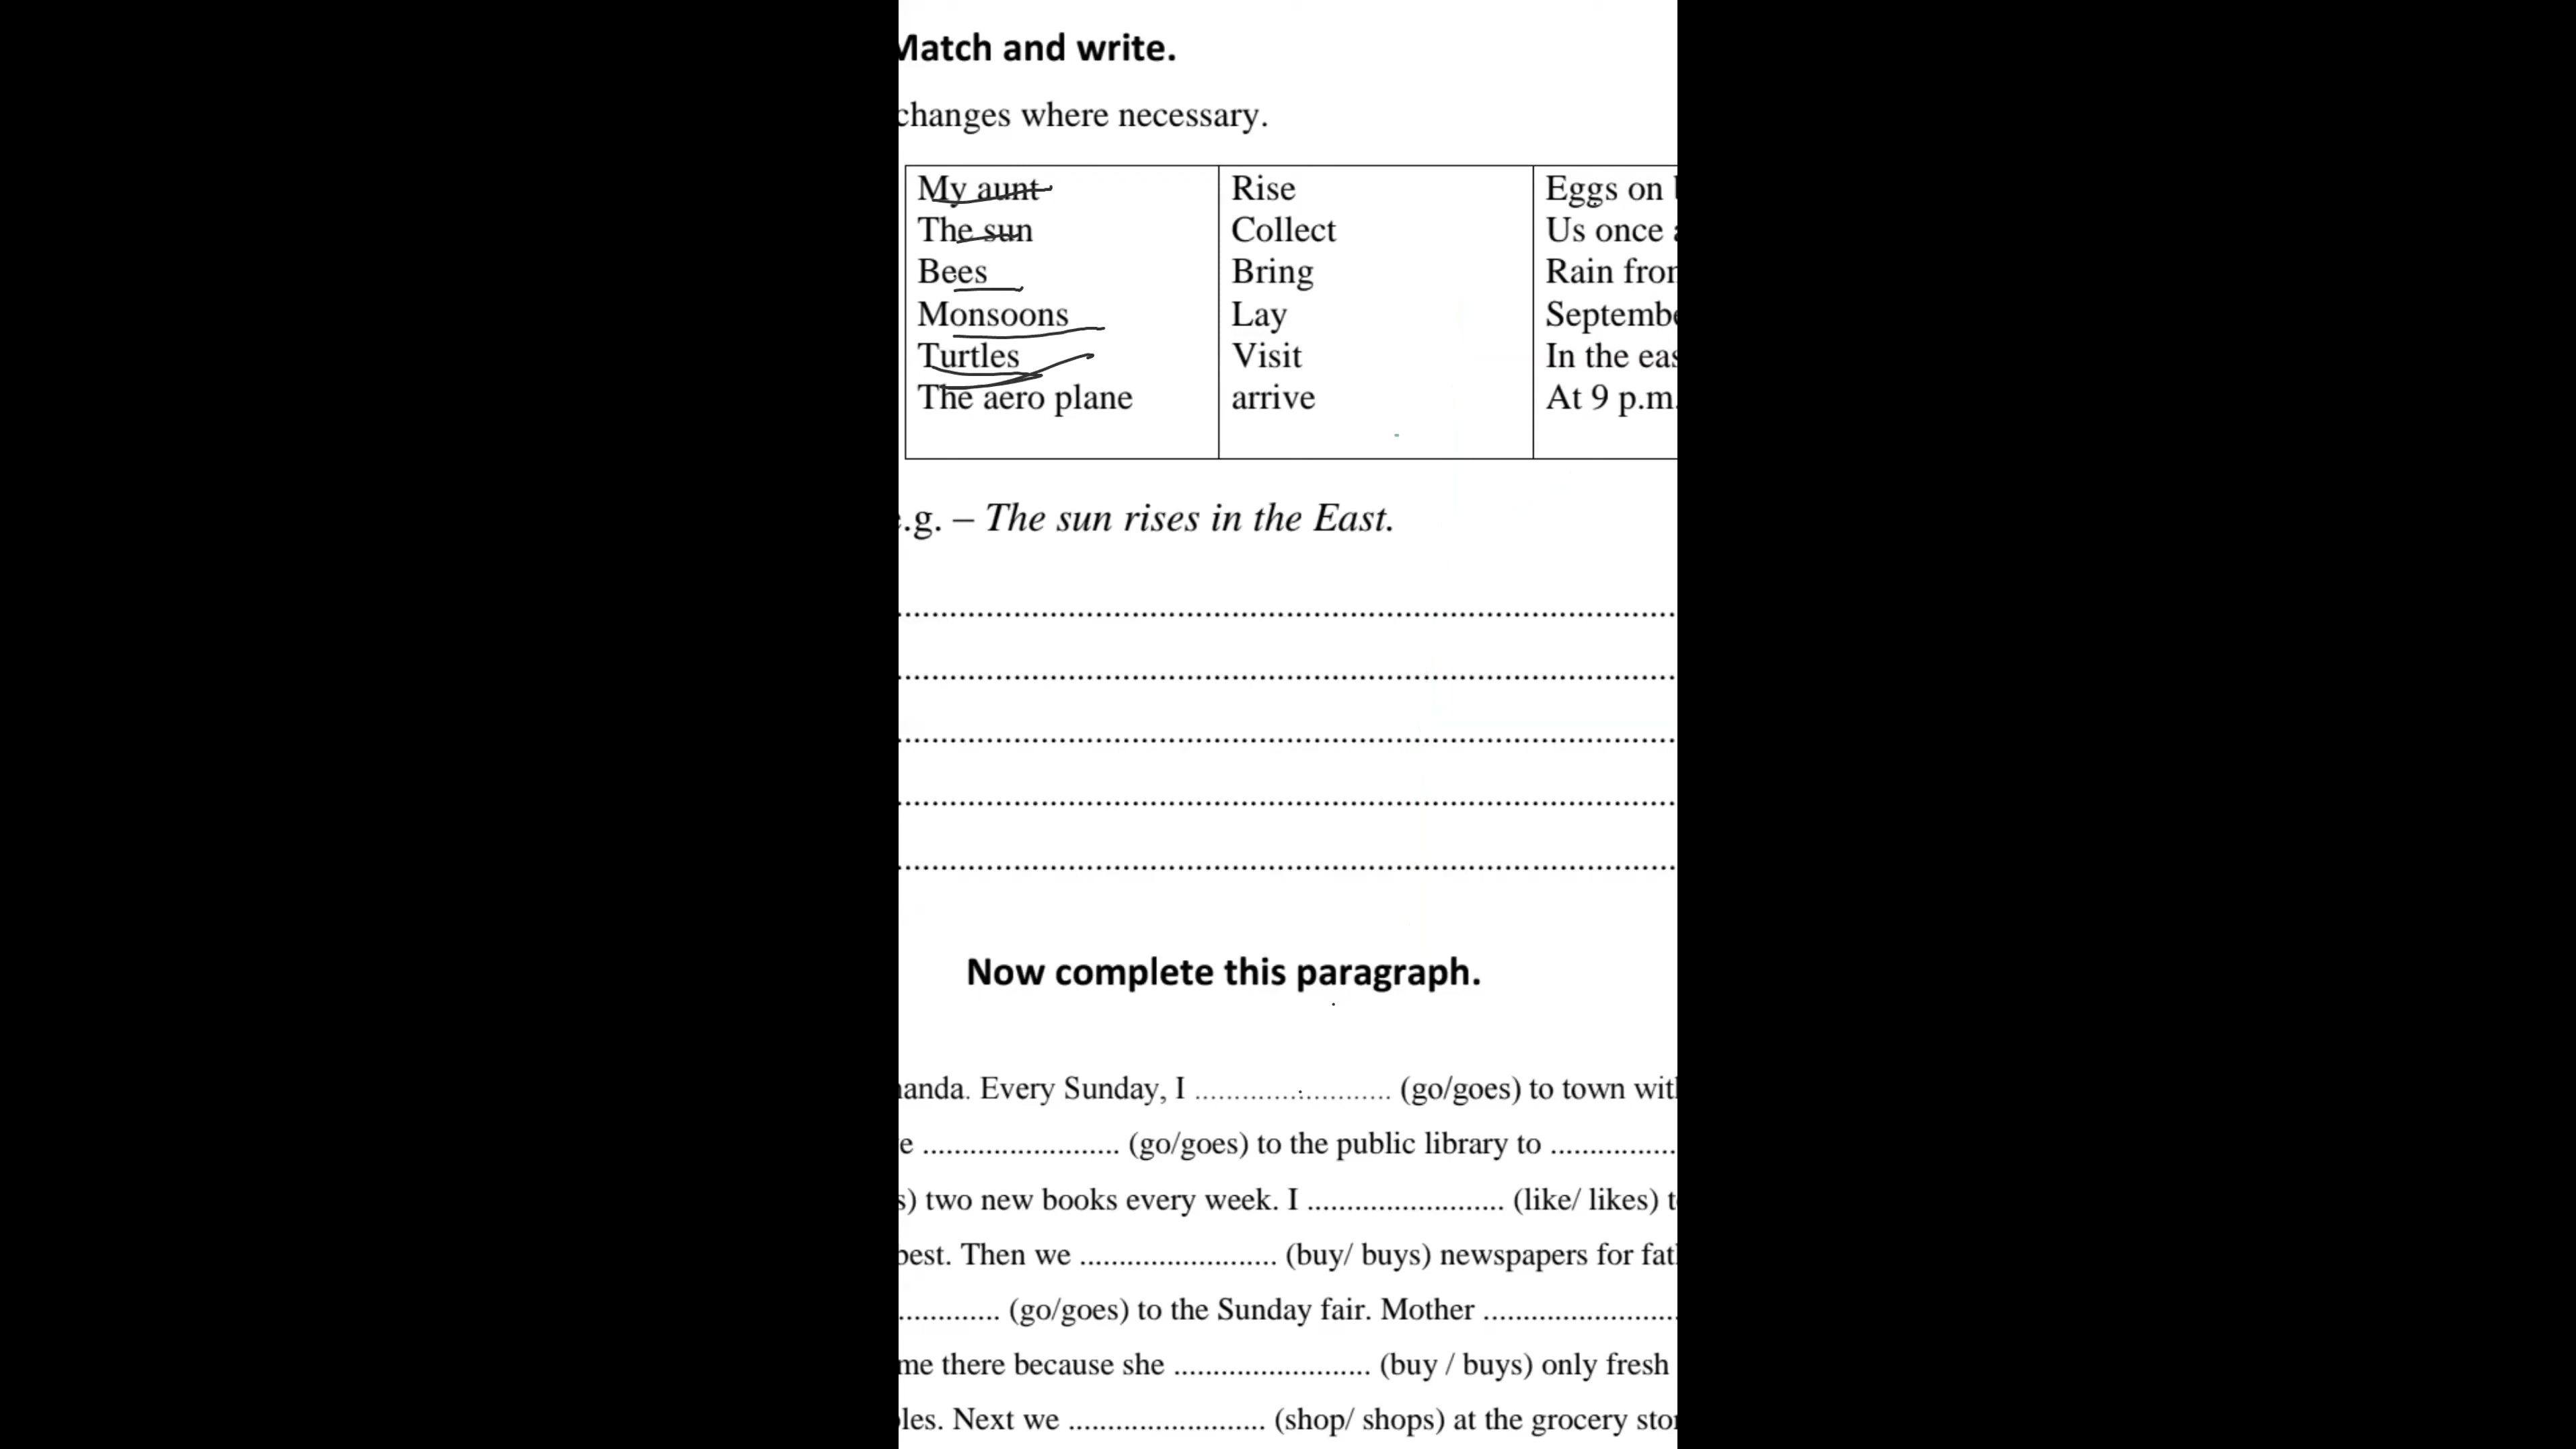 Match and write.
changes where necessary.
My aunt Rise Eggs on
The sun Collect Us once
Bees Bring Rain from
Monsoons Lay Septembe
Turtles Visit In the eas
The aero plane arrive At 9 p.m.
e.g. – The sun rises in the East.
................................................................
................................................................
................................................................
................................................................
................................................................
Now complete this paragraph.
anda. Every Sunday, I ......................... (go/goes) to town wit
e ......................... (go/goes) to the public library to ................
s) two new books every week. I ......................... (like/ likes) t
best. Then we ......................... (buy/ buys) newspapers for fat
............. (go/goes) to the Sunday fair. Mother ........................
me there because she ......................... (buy / buys) only fresh
les. Next we ......................... (shop/ shops) at the grocery stor